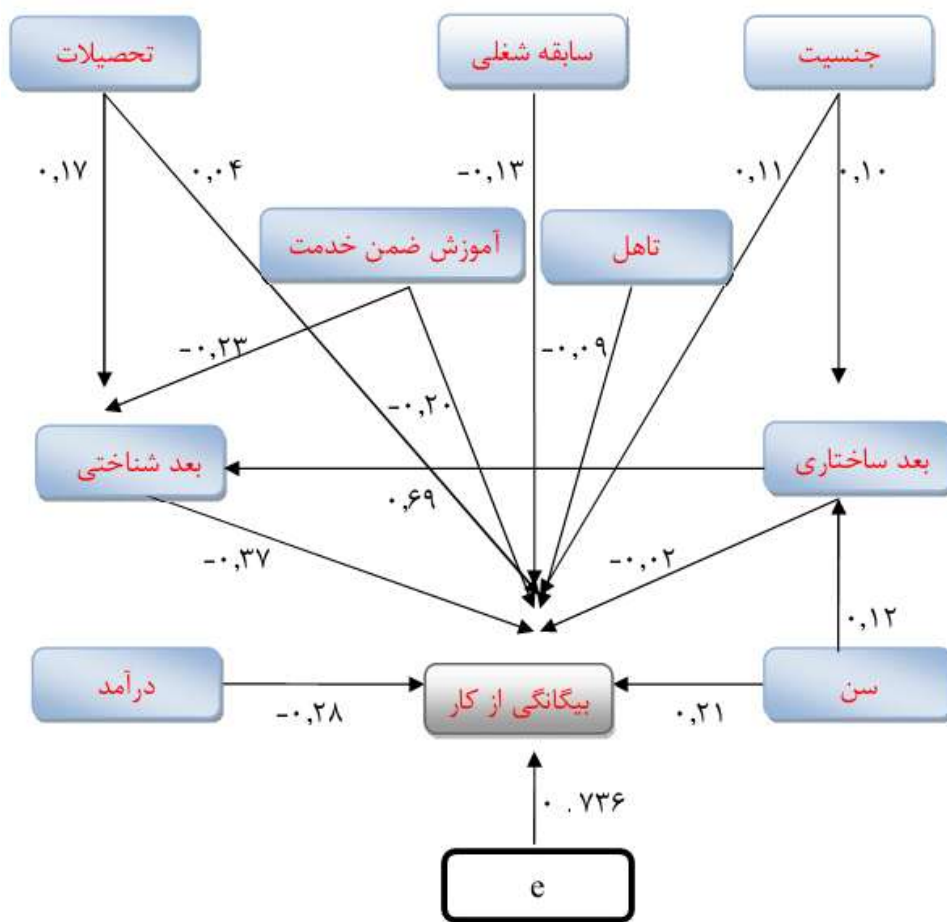 جنسیت
سابقه شغلی
تحصیلات
۰,۱۰
۰,۱۱
-۰,۱۳
۰,۰۴
۰,۱۷
تاهل
آموزش ضمن خدمت
-۰,۰۹
-۰,۲۳
-۰,۲۰
بعد ساختاری
بعد شناختی
۰,۶۹
-۰,۰۲
-۰,۳۷
۰,۱۲
سن
بیگانگی از کار
درآمد
۰,۲۱
-۰,۲۸
۰.۷۳۶
e